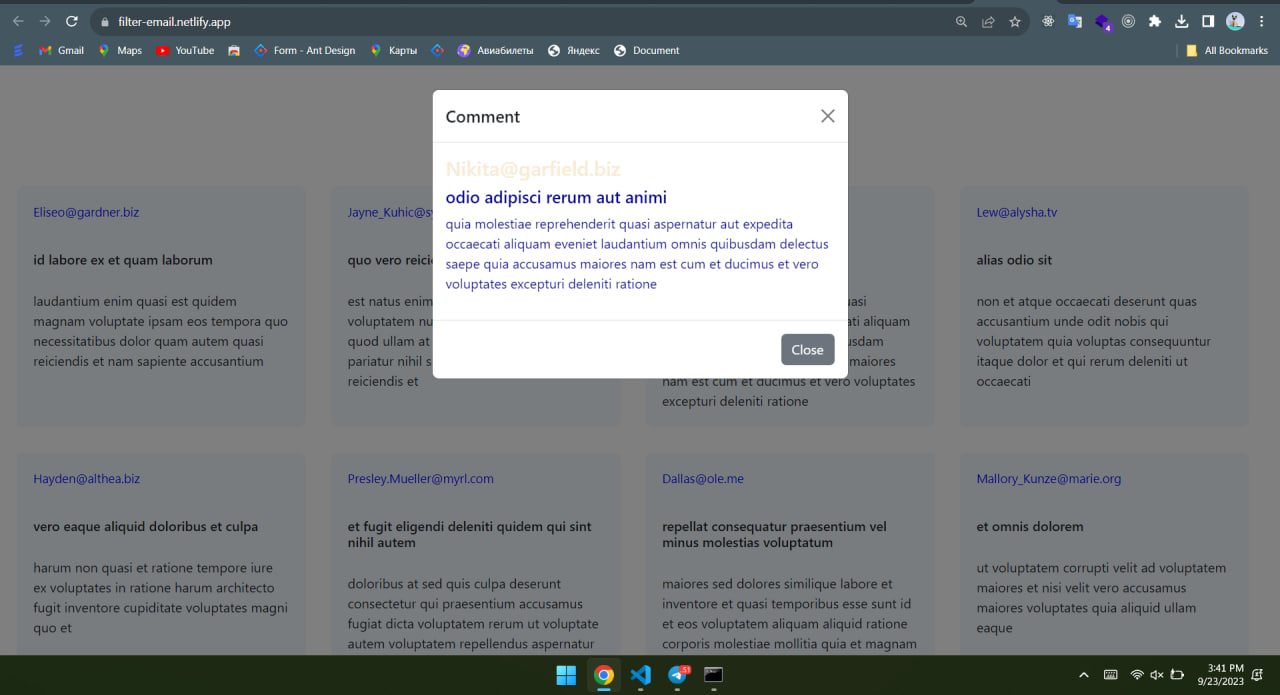 filter-email.netlify.app
4
Gmail
Maps
YouTube
Form - Ant Design
Карты
Авиабилеты
Яндекс
Document
All Bookmarks
Comment
Nikita@garfield.biz
odio adipisci rerum aut animi
quia molestiae reprehenderit quasi aspernatur aut expedita
occaecati aliquam eveniet laudantium omnis quibusdam delectus
saepe quia accusamus maiores nam est cum et ducimus et vero
voluptates excepturi deleniti ratione
Close
Eliseo@gardner.biz
id labore ex et quam laborum
laudantium enim quasi est quidem
magnam voluptate ipsam eos tempora quo
necessitatibus dolor quam autem quasi
reiciendis et nam sapiente accusantium
Jayne_Kuhic@sy
quo vero reici
est natus enim
voluptatem nu
quod ullam at
pariatur nihil s
reiciendis et
uasi
ati aliquam
usdam
maiores
nam est cum et ducimus et vero voluptates
excepturi deleniti ratione
Lew@alysha.tv
alias odio sit
non et atque occaecati deserunt quas
accusantium unde odit nobis qui
voluptatem quia voluptas consequuntur
itaque dolor et qui rerum deleniti ut
occaecati
Hayden@althea.biz
vero eaque aliquid doloribus et culpa
harum non quasi et ratione tempore iure
ex voluptates in ratione harum architecto
fugit inventore cupiditate voluptates magni
quo et
Presley.Mueller@myrl.com
et fugit eligendi deleniti quidem qui sint
nihil autem
doloribus at sed quis culpa deserunt
consectetur qui praesentium accusamus
fugiat dicta voluptatem rerum ut voluptate
autem voluptatem repellendus aspernatur
Dallas@ole.me
repellat consequatur praesentium vel
minus molestias voluptatum
maiores sed dolores similique labore et
inventore et quasi temporibus esse sunt id
et eos voluptatem aliquam aliquid ratione
corporis molestiae mollitia quia et magnam
Mallory_Kunze@marie.org
et omnis dolorem
ut voluptatem corrupti velit ad voluptatem
maiores et nisi velit vero accusamus
maiores voluptates quia aliquid ullam
eaque
51
3:41 PM
9/23/2023